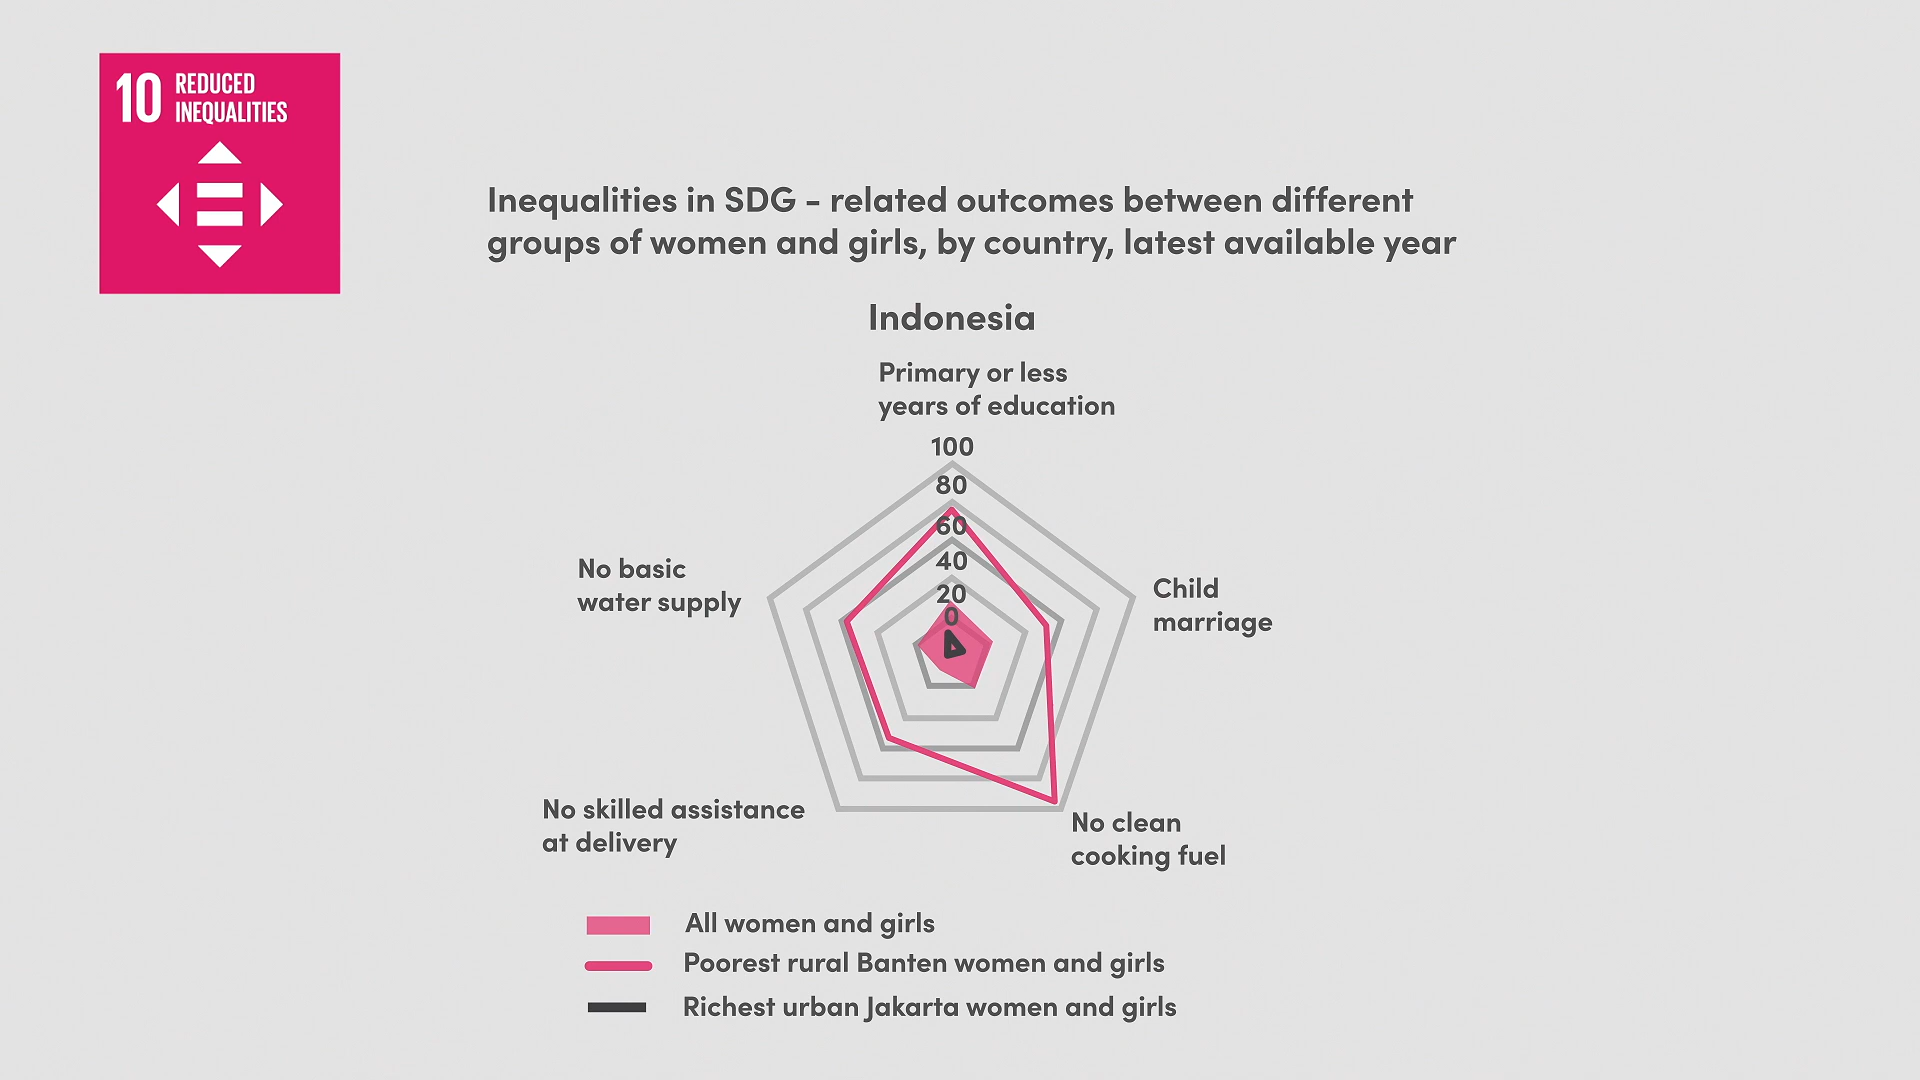 10 REDUCED
INEQUALITIES
Inequalities in SDG - related outcomes between different
groups of women and girls, by country, latest available year
Indonesia
Primary or less
years of education
100
80
60
40
20
0
No basic
water supply
Child
marriage
No skilled assistance
at delivery
No clean
cooking fuel
All women and girls
Poorest rural Banten women and girls
Richest urban Jakarta women and girls